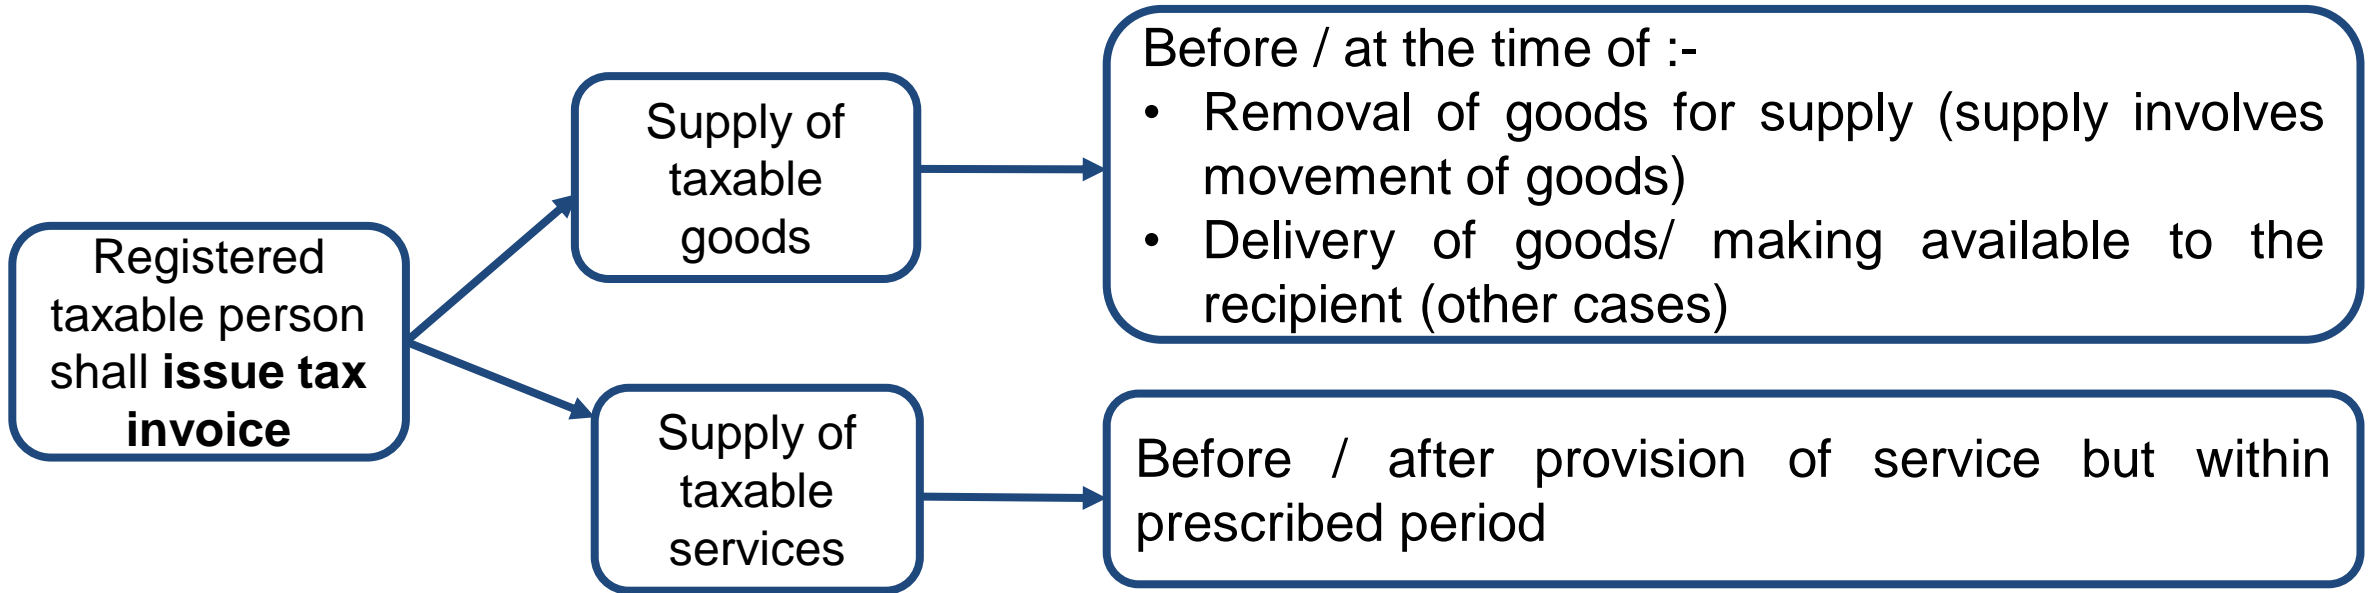 Registered
taxable person
shall issue tax
invoice
Supply of
taxable
goods
Before / at the time of :-
• Removal of goods for supply (supply involves
movement of goods)
• Delivery of goods/ making available to the
recipient (other cases)
Supply of
taxable
services
Before / after provision of service but within
prescribed period